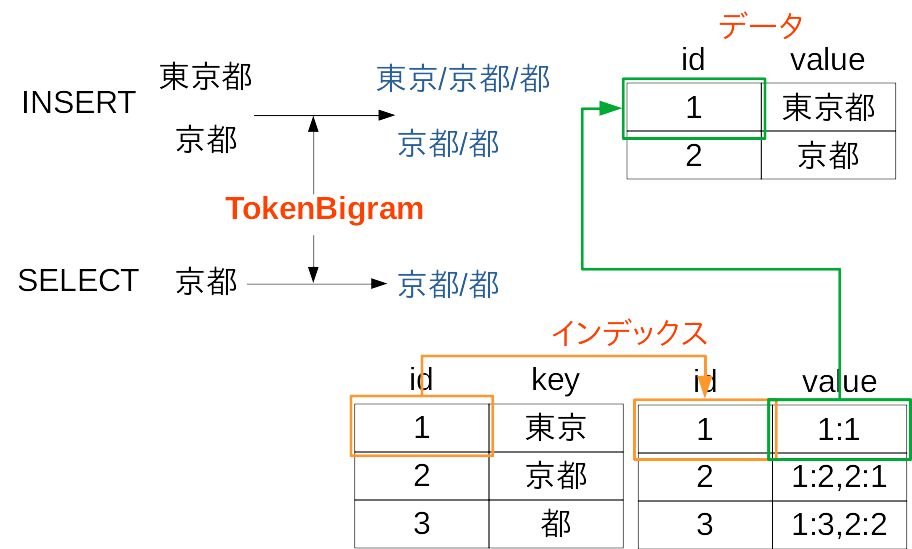 INSERT
東京都
京都
東京/京都/都
京都/都
TokenBigram
SELECT
京都
京都/都
データ
id value
1 東京都
2 京都
インデックス
id key
1 東京
2 京都
3 都
id value
1 1:1
2 1:2,2:1
3 1:3,2:2